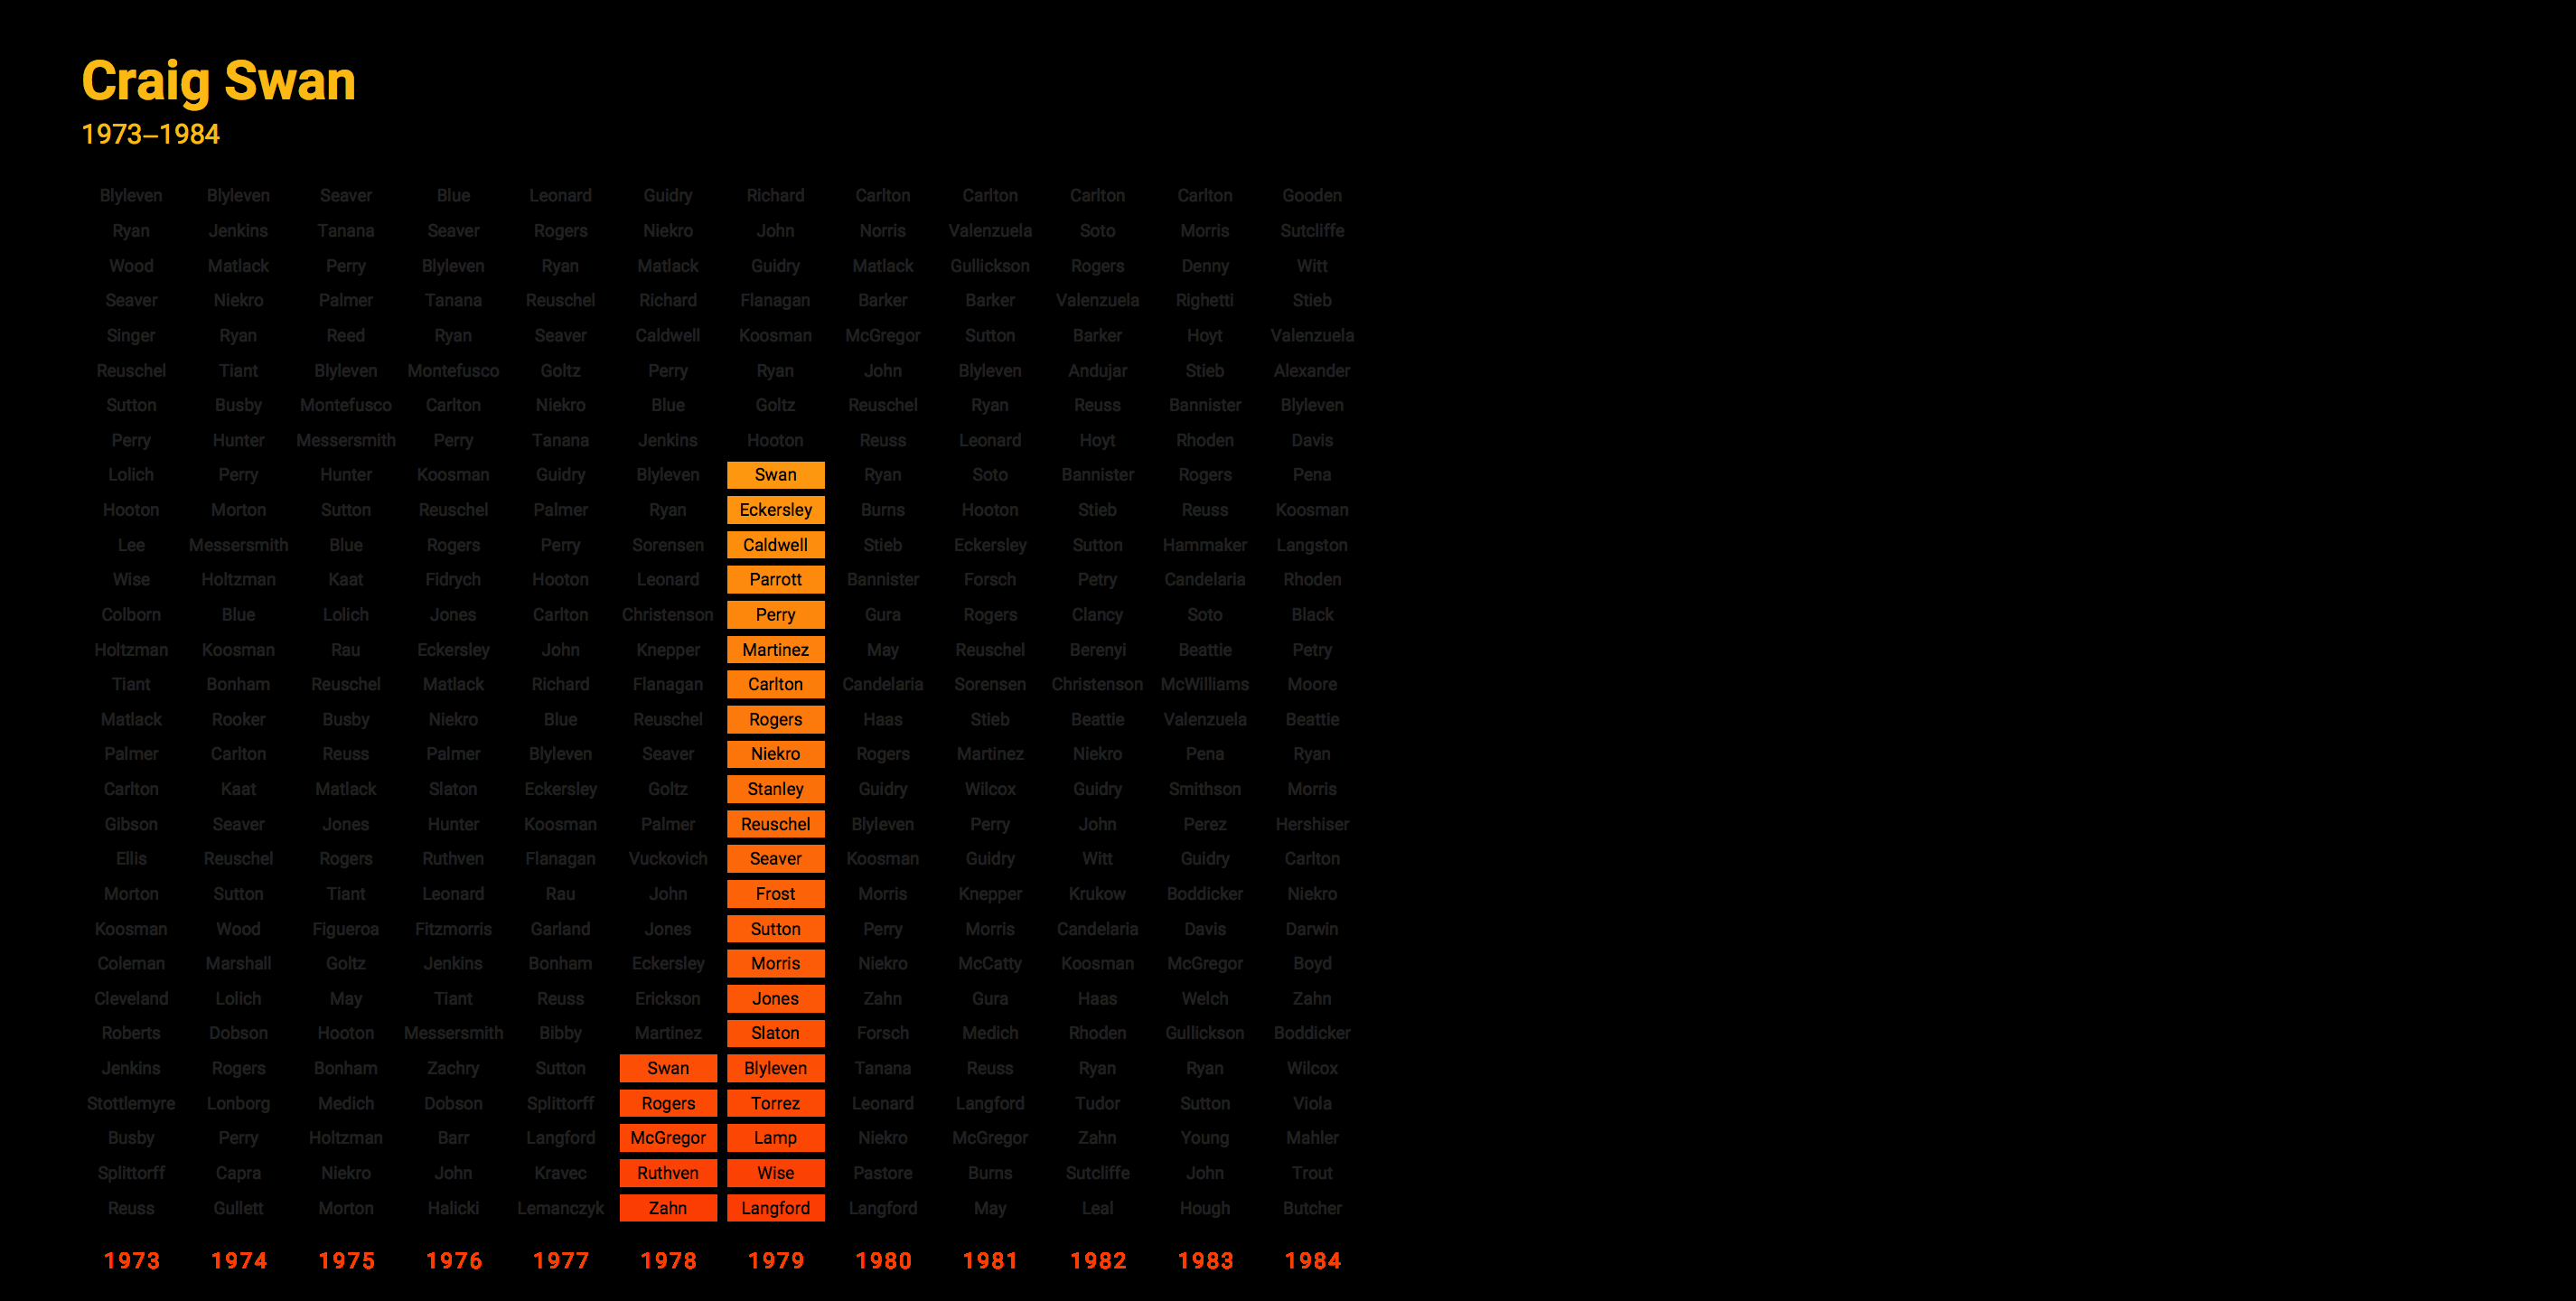 Craig Swan
1973–1984
Blyleven Blyleven Seaver Blue Leonard Guidry Richard Carlton Carlton Carlton Carlton Gooden
Ryan Jenkins Tanana Seaver Rogers Niekro John Norris Valenzuela Soto Morris Sutcliffe
Wood Matlack Perry Blyleven Ryan Matlack Guidry Matlack Gullickson Rogers Denny Witt
Seaver Niekro Palmer Tanana Reuschel Richard Flanagan Barker Barker Valenzuela Righetti Stieb
Singer Ryan Reed Ryan Seaver Caldwell Koosman McGregor Sutton Barker Hoyt Valenzuela
Reuschel Tiant Blyleven Montefusco Goltz Perry Ryan John Blyleven Andujar Stieb Alexander
Sutton Busby Montefusco Carlton Niekro Blue Goltz Reuschel Ryan Reuss Bannister Blyleven
Perry Hunter Messersmith Perry Tanana Jenkins Hooton Reuss Leonard Hoyt Rhoden Davis
Lolich Perry Hunter Koosman Guidry Blyleven Swan Ryan Soto Bannister Rogers Pena
Hooton Morton Sutton Reuschel Palmer Ryan Eckersley Burns Hooton Stieb Reuss Koosman
Lee Messersmith Blue Rogers Perry Sorensen Caldwell Stieb Eckersley Sutton Hammaker Langston
Wise Holtzman Kaat Fidrych Hooton Leonard Parrott Bannister Forsch Petry Candelaria Rhoden
Colborn Blue Lolich Jones Carlton Christenson Perry Gura Rogers Clancy Soto Black
Holtzman Koosman Rau Eckersley John Knepper Martinez May Reuschel Berenyi Beattie Petry
Tiant Bonham Reuschel Matlack Richard Flanagan Carlton Candelaria Sorensen Christenson McWilliams Moore
Matlack Rooker Busby Niekro Blue Reuschel Rogers Haas Stieb Beattie Valenzuela Beattie
Palmer Carlton Reuss Palmer Blyleven Seaver Niekro Rogers Martinez Niekro Pena Ryan
Carlton Kaat Matlack Slaton Eckersley Goltz Stanley Guidry Wilcox Guidry Smithson Morris
Gibson Seaver Jones Hunter Koosman Palmer Reuschel Blyleven Perry John Perez Hershiser
Ellis Reuschel Rogers Ruthven Flanagan Vuckovich Seaver Koosman Guidry Witt Guidry Carlton
Morton Sutton Tiant Leonard Rau John Frost Morris Knepper Krukow Boddicker Niekro
Koosman Wood Figueroa Fitzmorris Garland Jones Sutton Perry Morris Candelaria Davis Darwin
Coleman Marshall Goltz Jenkins Bonham Eckersley Morris Niekro McCatty Koosman McGregor Boyd
Cleveland Lolich May Tiant Reuss Erickson Jones Zahn Gura Haas Welch Zahn
Roberts Dobson Hooton Messersmith Bibby Martinez Slaton Forsch Medich Rhoden Gullickson Boddicker
Jenkins Rogers Bonham Zachry Sutton Swan Blyleven Tanana Reuss Ryan Ryan Wilcox
Stottlemyre Lonborg Medich Dobson Splittorff Rogers Torrez Leonard Langford Tudor Sutton Viola
Busby Perry Holtzman Barr Langford McGregor Lamp Niekro McGregor Zahn Young Mahler
Splittorff Capra Niekro John Kravec Ruthven Wise Pastore Burns Sutcliffe John Trout
Reuss Gullett Morton Halicki Lemanczyk Zahn Langford Langford May Leal Hough Butcher
1973 1974 1975 1976 1977 1978 1979 1980 1981 1982 1983 1984